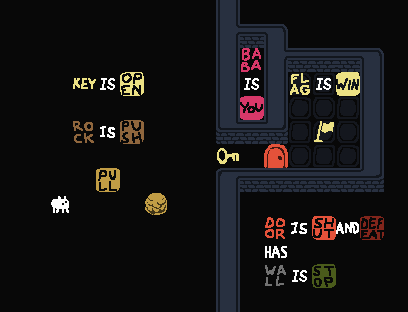 BABA
IS
YOU
FLAG IS WIN
KEY IS OPEN
ROCK IS PUSH
PULL
DOOR IS SHUT AND DEFEAT
HAS
WALL IS STOP